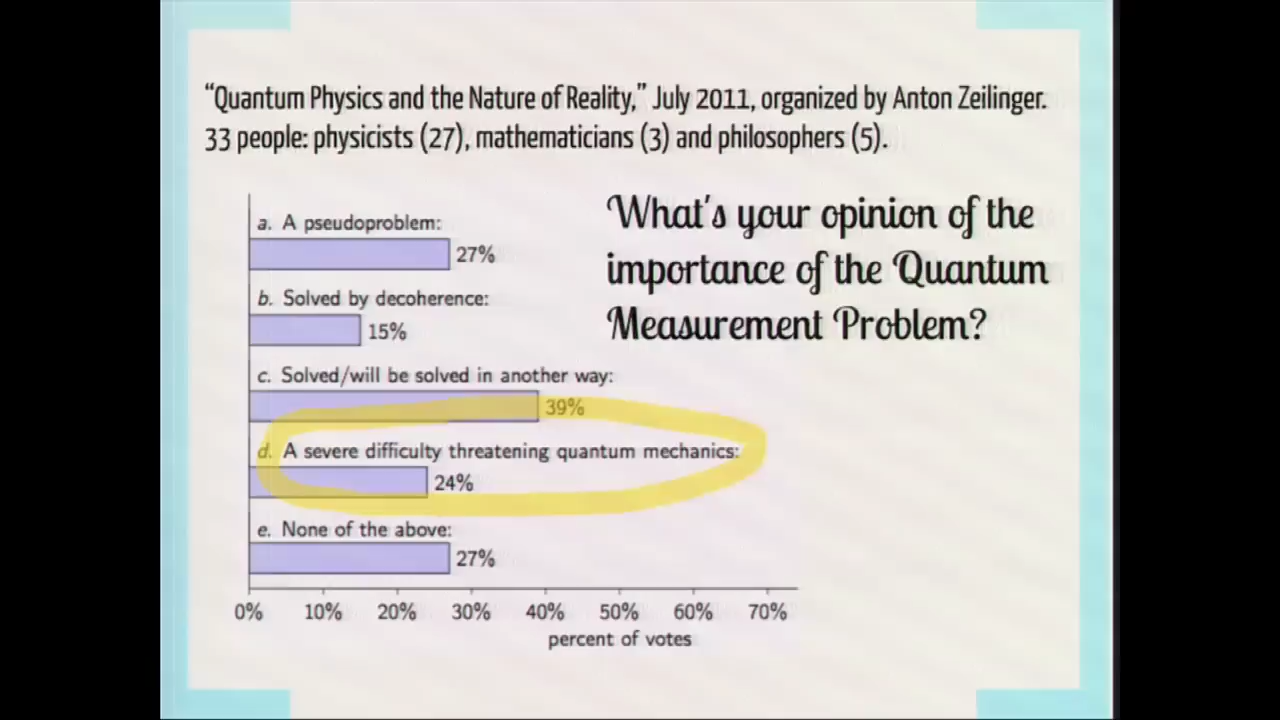 “Quantum Physics and the Nature of Reality,” July 2011, organized by Anton Zeilinger.
33 people: physicists (27), mathematicians (3) and philosophers (5).
What's your opinion of the
importance of the Quantum
Measurement Problem?
a. A pseudoproblem:
27%
b. Solved by decoherence:
15%
c. Solved/will be solved in another way:
39%
d. A severe difficulty threatening quantum mechanics:
24%
e. None of the above:
27%
0% 10% 20% 30% 40% 50% 60% 70%
percent of votes